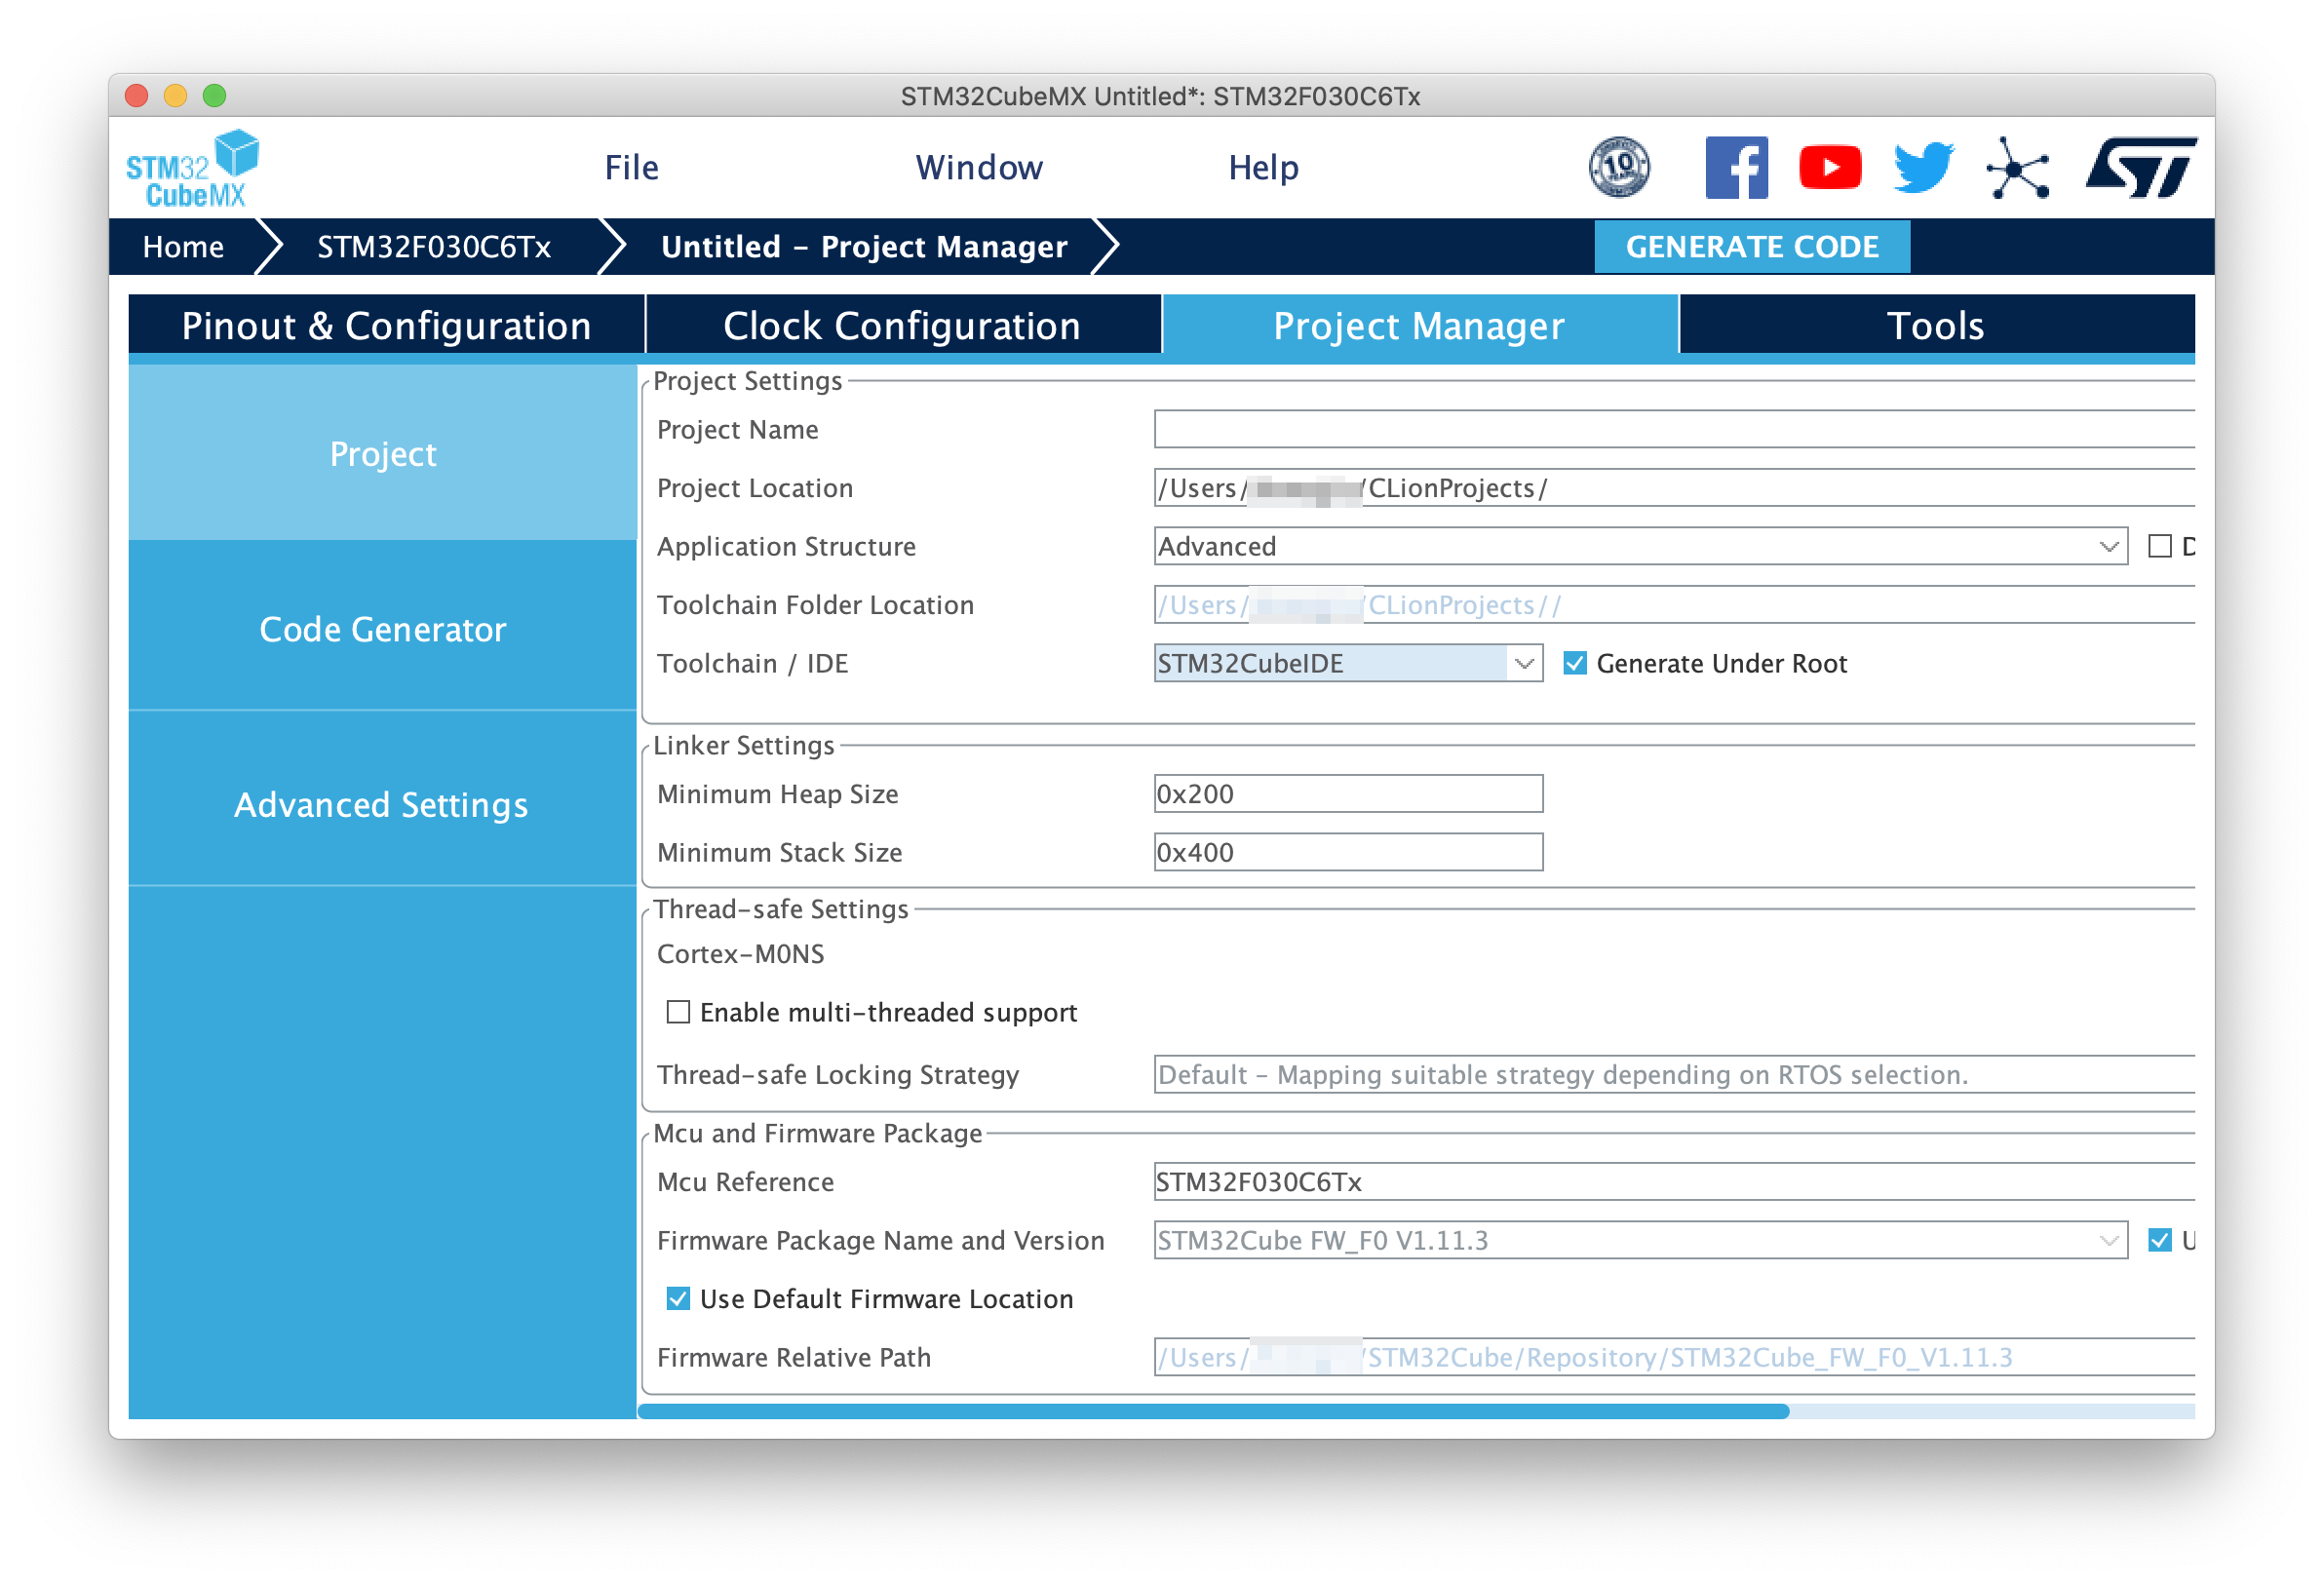 STM32CubeMX Untitled*: STM32F030C6Tx
STM32 CubeMX
File Window Help
10 YEARS
ST
Home STM32F030C6Tx Untitled – Project Manager GENERATE CODE
Pinout & Configuration Clock Configuration Project Manager Tools
Project
Code Generator
Advanced Settings
Project Settings
Project Name
Project Location /Users/ /CLionProjects/
Application Structure Advanced D
Toolchain Folder Location /Users/ /CLionProjects//
Toolchain / IDE STM32CubeIDE Generate Under Root
Linker Settings
Minimum Heap Size 0x200
Minimum Stack Size 0x400
Thread-safe Settings
Cortex-M0NS
Enable multi-threaded support
Thread-safe Locking Strategy Default – Mapping suitable strategy depending on RTOS selection.
Mcu and Firmware Package
Mcu Reference STM32F030C6Tx
Firmware Package Name and Version STM32Cube FW_F0 V1.11.3 U
Use Default Firmware Location
Firmware Relative Path /Users/ /STM32Cube/Repository/STM32Cube_FW_F0_V1.11.3